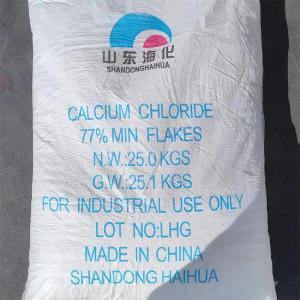 山东海化
SHANDONGHAIHUA
CALCIUM CHLORIDE
77% MIN FLAKES
N.W.:25.0 KGS
G.W.:25.1 KGS
FOR INDUSTRIAL USE ONLY
LOT NO:LHG
MADE IN CHINA
SHANDONG HAIHUA